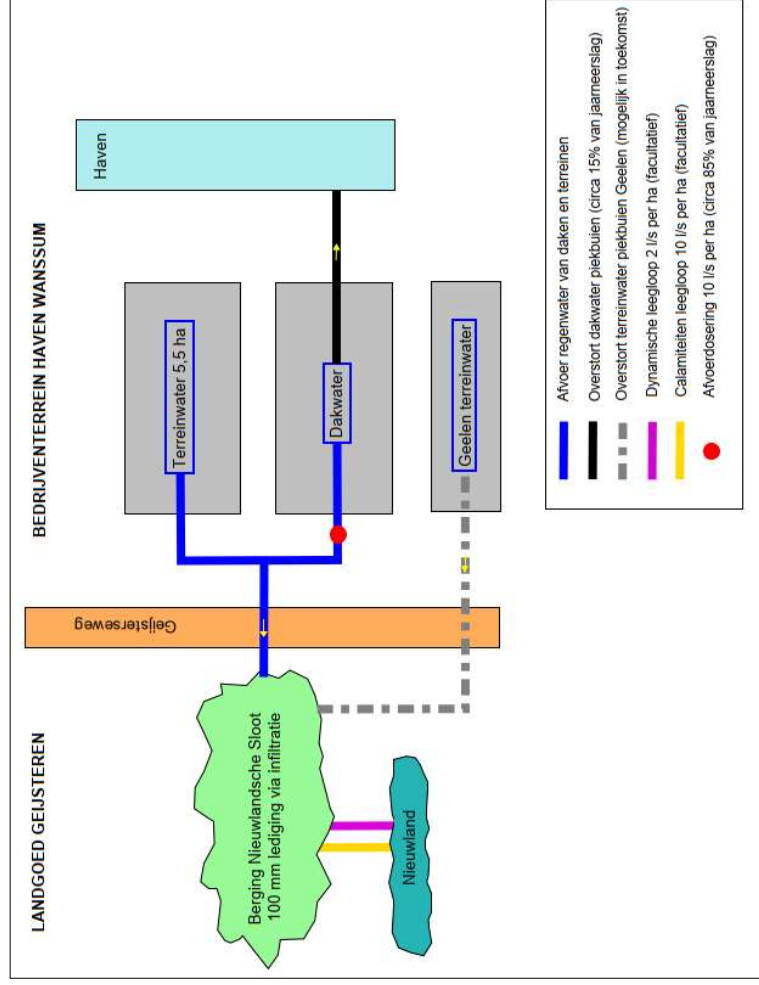 LANDGOED GEIJSTEREN
BEDRIJVENTERREIN HAVEN WANSSUM
Berging Nieuwlandsche Sloot
100 mm lediging via infiltratie
Nieuwland
Geijsterseweg
Terreinwater 5,5 ha
Dakwater
Geelen terreinwater
Haven
Afvoer regenwater van daken en terreinen
Overstort dakwater piekbuien (circa 15% van jaarneerslag)
Overstort terreinwater piekbuien Geelen (mogelijk in toekomst)
Dynamische leegloop 2 l/s per ha (facultatief)
Calamiteiten leegloop 10 l/s per ha (facultatief)
Afvoerdosering 10 l/s per ha (circa 85% van jaarneerslag)